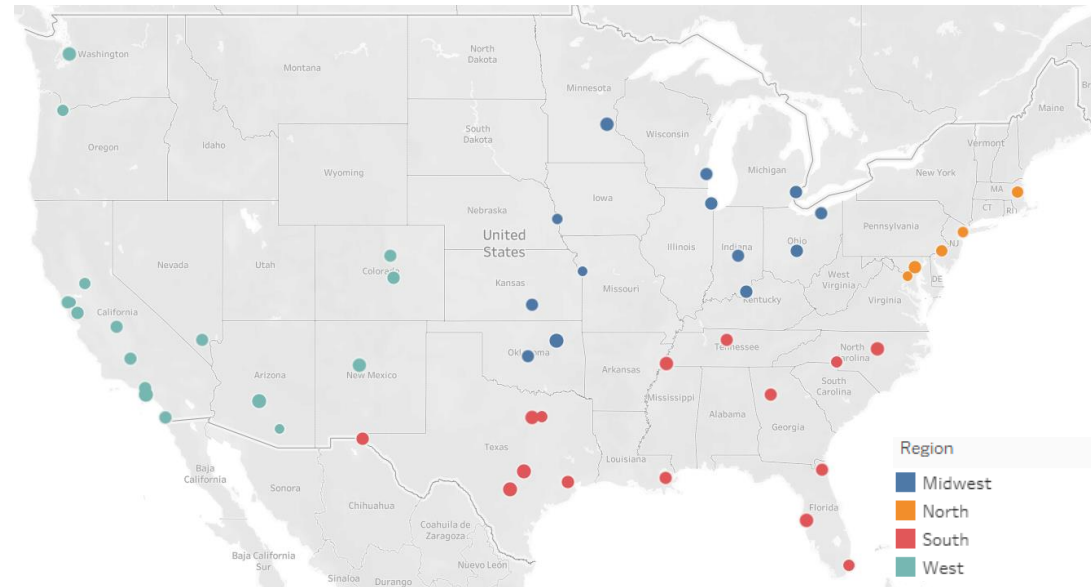 Washington
Montana
North
Dakota
Minnesota
Maine
Oregon
Idaho
South
Dakota
Wisconsin
Michigan
Vermont
New York
MA
CT
RI
Wyoming
Iowa
Nebraska
United
States
Pennsylvania
NJ
Nevada
Utah
Colorado
Kansas
Missouri
Illinois
Indiana
Ohio
West
Virginia
DE
Virginia
Kentucky
California
Arizona
New Mexico
Oklahoma
Arkansas
Tennessee
North
Carolina
South
Carolina
Mississippi
Alabama
Georgia
Texas
Louisiana
Florida
Baja
California
Sonora
Chihuahua
Coahuila de
Zaragoza
Nuevo León
Baja California
Sur
Sinaloa
Durango
Region
Midwest
North
South
West